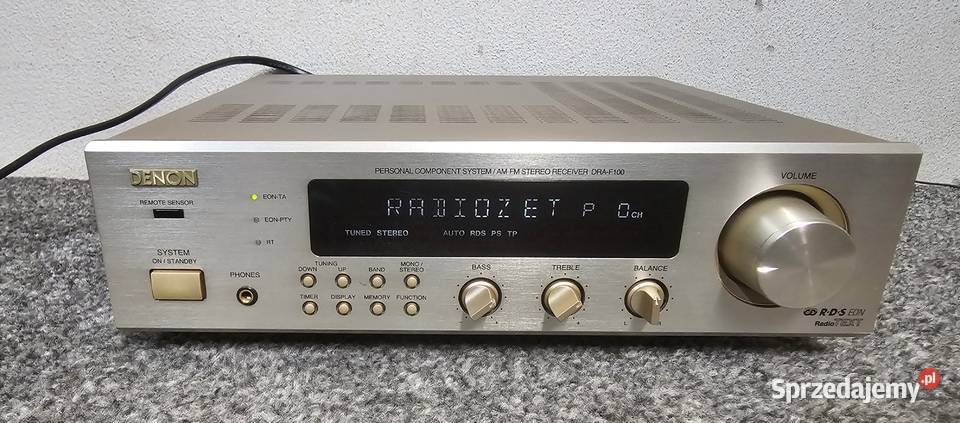 DENON
PERSONAL COMPONENT SYSTEM / AM-FM STEREO RECEIVER DRA-F100
VOLUME
REMOTE SENSOR
EON-TA
EON-PTY
RT
RADIOZET P 0CH
TUNED STEREO AUTO RDS PS TP
SYSTEM
ON / STANDBY
PHONES
TUNING
DOWN UP BAND MONO / STEREO
TIMER DISPLAY MEMORY FUNCTION
BASS TREBLE BALANCE
- + - + L R
R·D·S EON
Radio TEXT
Sprzedajemy.pl